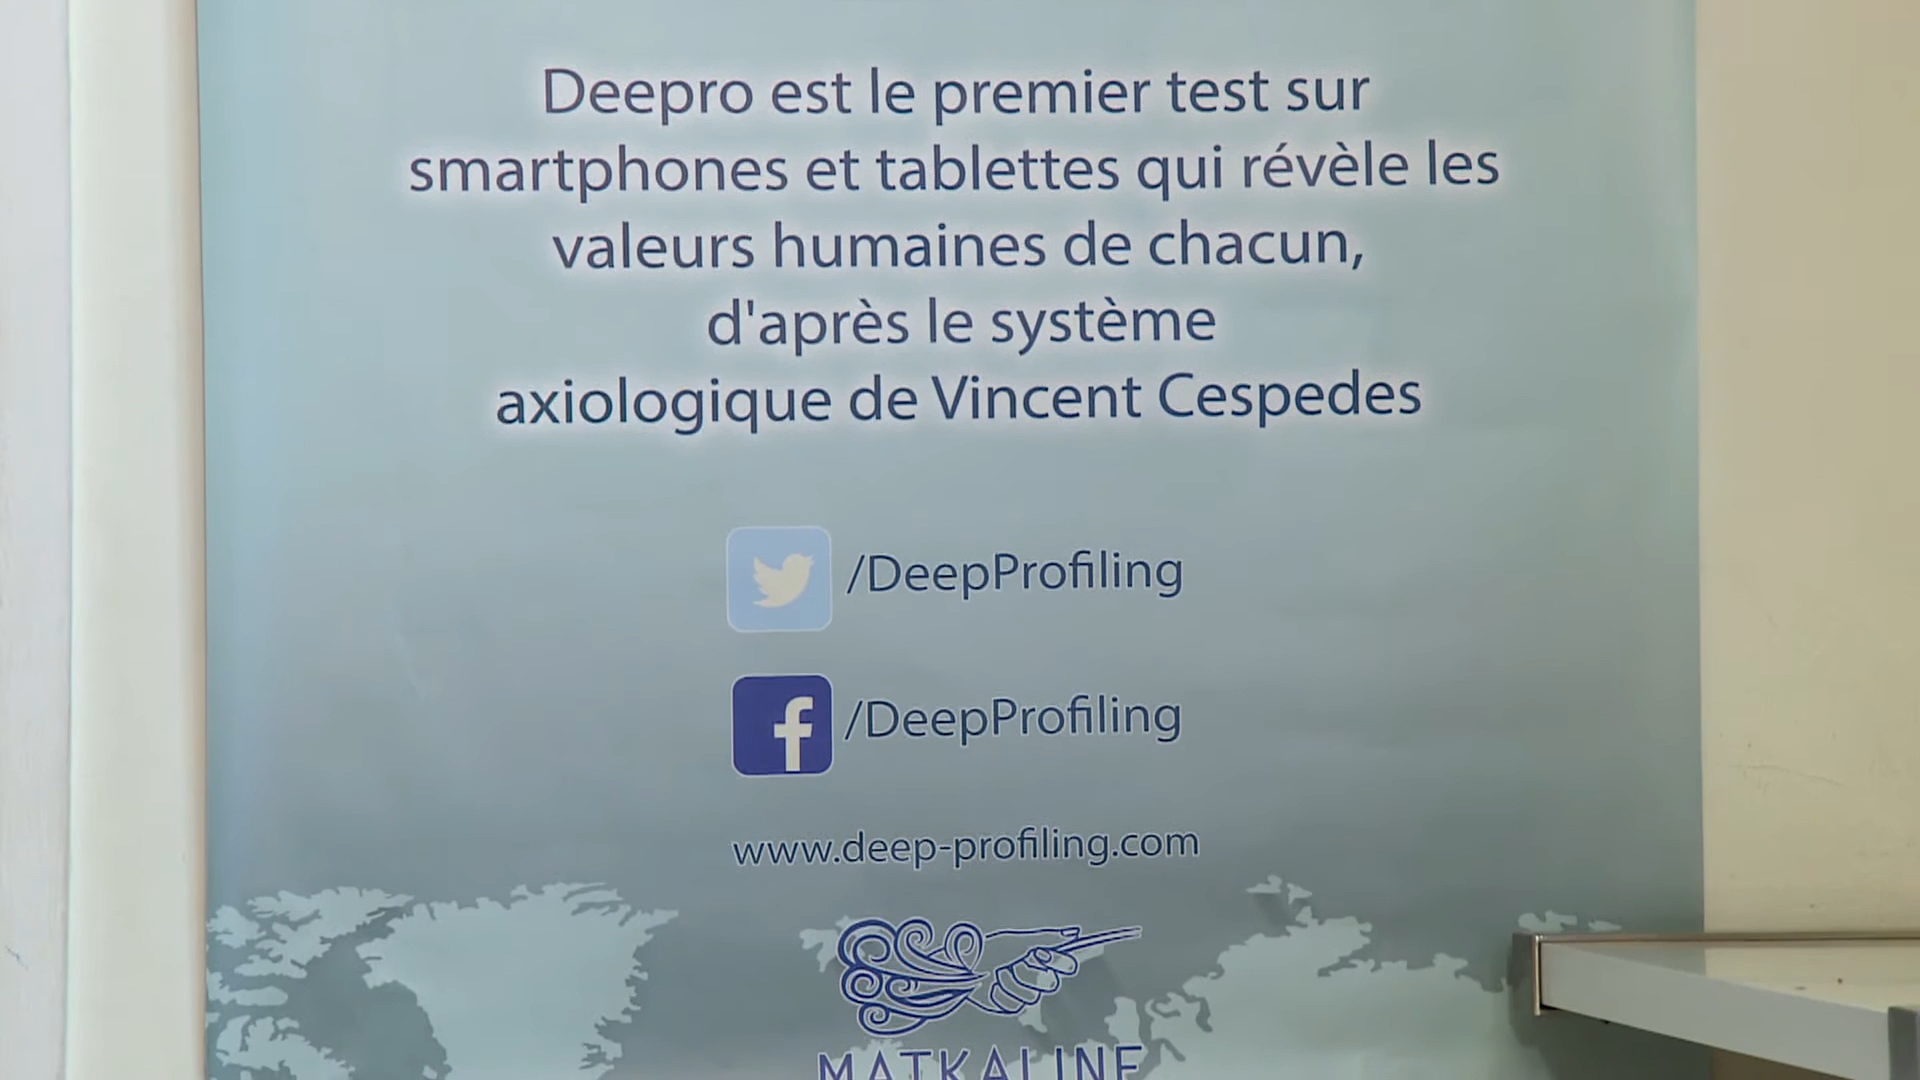 Deepro est le premier test sur
smartphones et tablettes qui révèle les
valeurs humaines de chacun,
d'après le système
axiologique de Vincent Cespedes
/DeepProfiling
/DeepProfiling
www.deep-profiling.com
MATKALINE